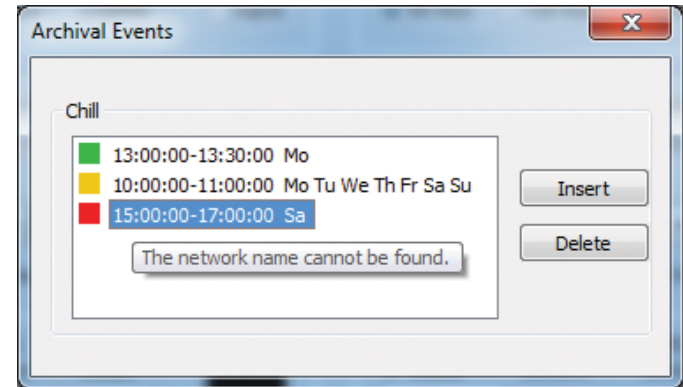 Archival Events
Chill
13:00:00-13:30:00 Mo
10:00:00-11:00:00 Mo Tu We Th Fr Sa Su
15:00:00-17:00:00 Sa
The network name cannot be found.
Insert
Delete